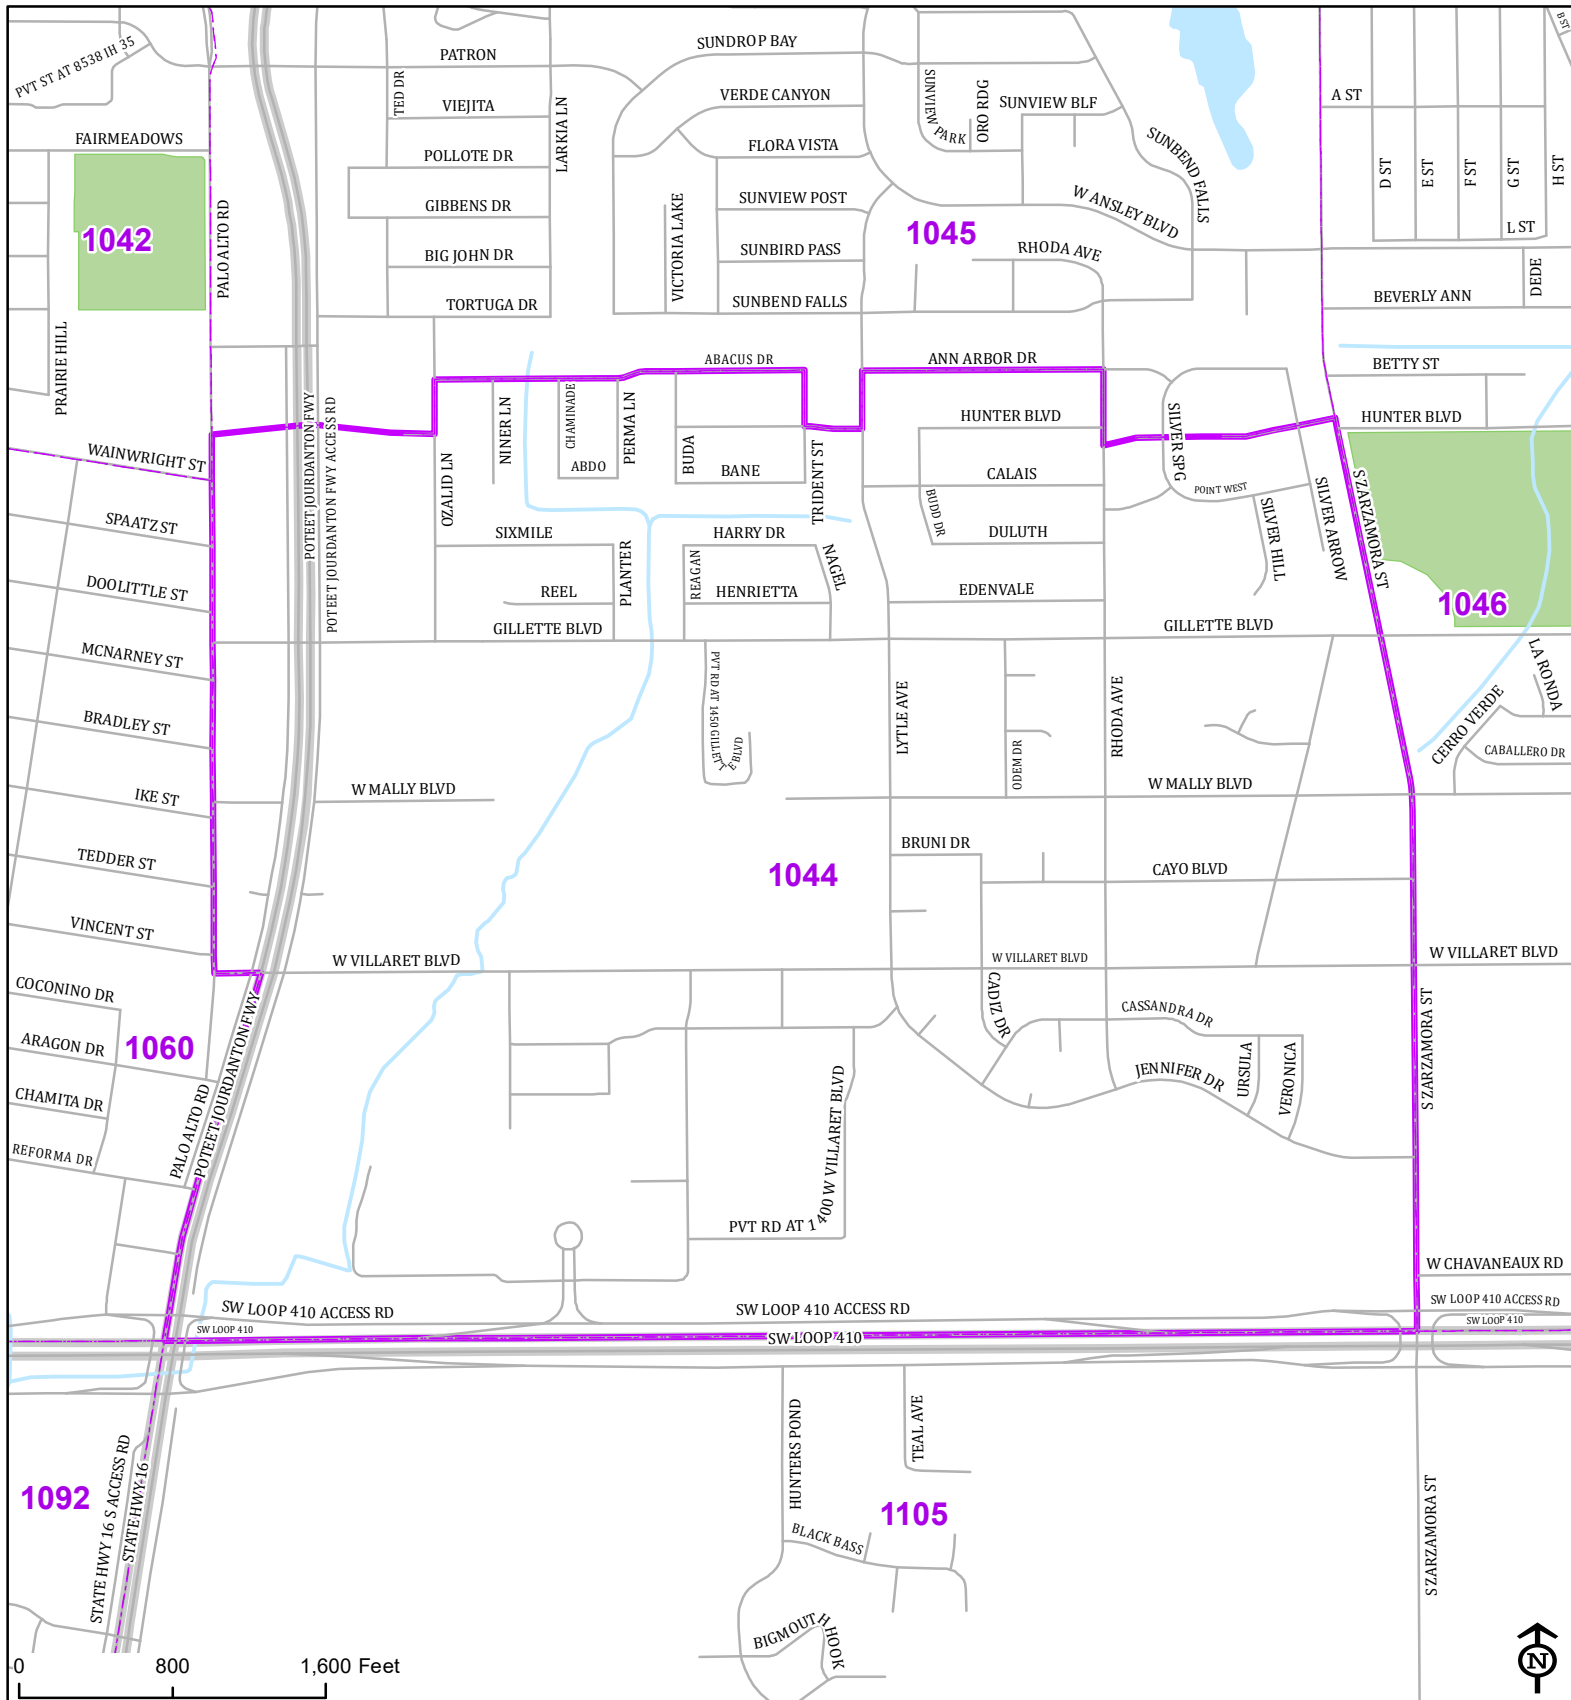 PVT ST AT 8538 IH 35
PATRON
SUNDROP BAY
B ST
TED DR
VIEJITA
LARKIA LN
VERDE CANYON
SUNVIEW PARK
ORO RDG
SUNVIEW BLF
A ST
FAIRMEADOWS
POLLOTE DR
FLORA VISTA
SUNBEND FALLS
D ST
E ST
F ST
G ST
H ST
GIBBENS DR
SUNVIEW POST
W ANSLEY BLVD
L ST
1042
PALO ALTO RD
1045
VICTORIA LAKE
BIG JOHN DR
SUNBIRD PASS
RHODA AVE
DEDE
TORTUGA DR
SUNBEND FALLS
BEVERLY ANN
PRAIRIE HILL
ABACUS DR
ANN ARBOR DR
BETTY ST
POTEET JOURDANTON FWY
POTEET JOURDANTON FWY ACCESS RD
NINER LN
CHAMINADE
PERMA LN
HUNTER BLVD
HUNTER BLVD
SILVER SPG
WAINWRIGHT ST
OZALID LN
ABDO
BUDA
BANE
TRIDENT ST
CALAIS
POINT WEST
SILVER ARROW
S ZARZAMORA ST
SPAATZ ST
SIXMILE
HARRY DR
BUDD DR
DULUTH
SILVER HILL
PLANTER
REAGAN
NAGEL
DOOLITTLE ST
REEL
HENRIETTA
EDENVALE
1046
GILLETTE BLVD
GILLETTE BLVD
MCNARNEY ST
PVT RD AT 1450 GILLETTE BLVD
LYTLE AVE
RHODA AVE
LA RONDA
BRADLEY ST
ODEM DR
CERRO VERDE
CABALLERO DR
IKE ST
W MALLY BLVD
W MALLY BLVD
BRUNI DR
TEDDER ST
1044
CAYO BLVD
VINCENT ST
W VILLARET BLVD
W VILLARET BLVD
W VILLARET BLVD
COCONINO DR
CADIZ DR
CASSANDRA DR
S ZARZAMORA ST
ARAGON DR
1060
POTEET JOURDANTON FWY
JENNIFER DR
URSULA
VERONICA
CHAMITA DR
PALO ALTO RD
REFORMA DR
PVT RD AT 1400 W VILLARET BLVD
W CHAVANEAUX RD
SW LOOP 410 ACCESS RD
SW LOOP 410 ACCESS RD
SW LOOP 410 ACCESS RD
SW LOOP 410
SW LOOP 410
SW LOOP 410
HUNTERS POND
TEAL AVE
1092
STATE HWY 16 S ACCESS RD
STATE HWY 16
1105
BLACK BASS
S ZARZAMORA ST
BIGMOUTH HOOK
0 800 1,600 Feet
N